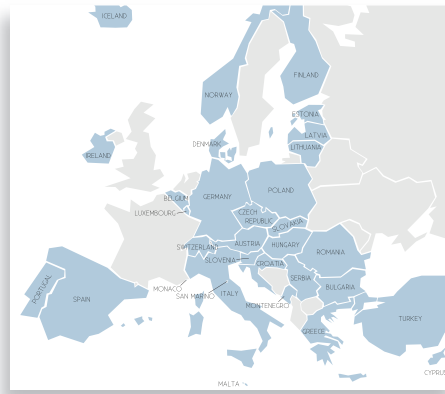 ICELAND
FINLAND
NORWAY
ESTONIA
LATVIA
LITHUANIA
DENMARK
IRELAND
POLAND
BELGIUM
GERMANY
LUXEMBOURG
CZECH
REPUBLIC
SLOVAKIA
SWITZERLAND
AUSTRIA
HUNGARY
ROMANIA
SLOVENIA
CROATIA
PORTUGAL
SPAIN
MONACO
SAN MARINO
ITALY
SERBIA
BULGARIA
MONTENEGRO
GREECE
TURKEY
CYPRUS
MALTA